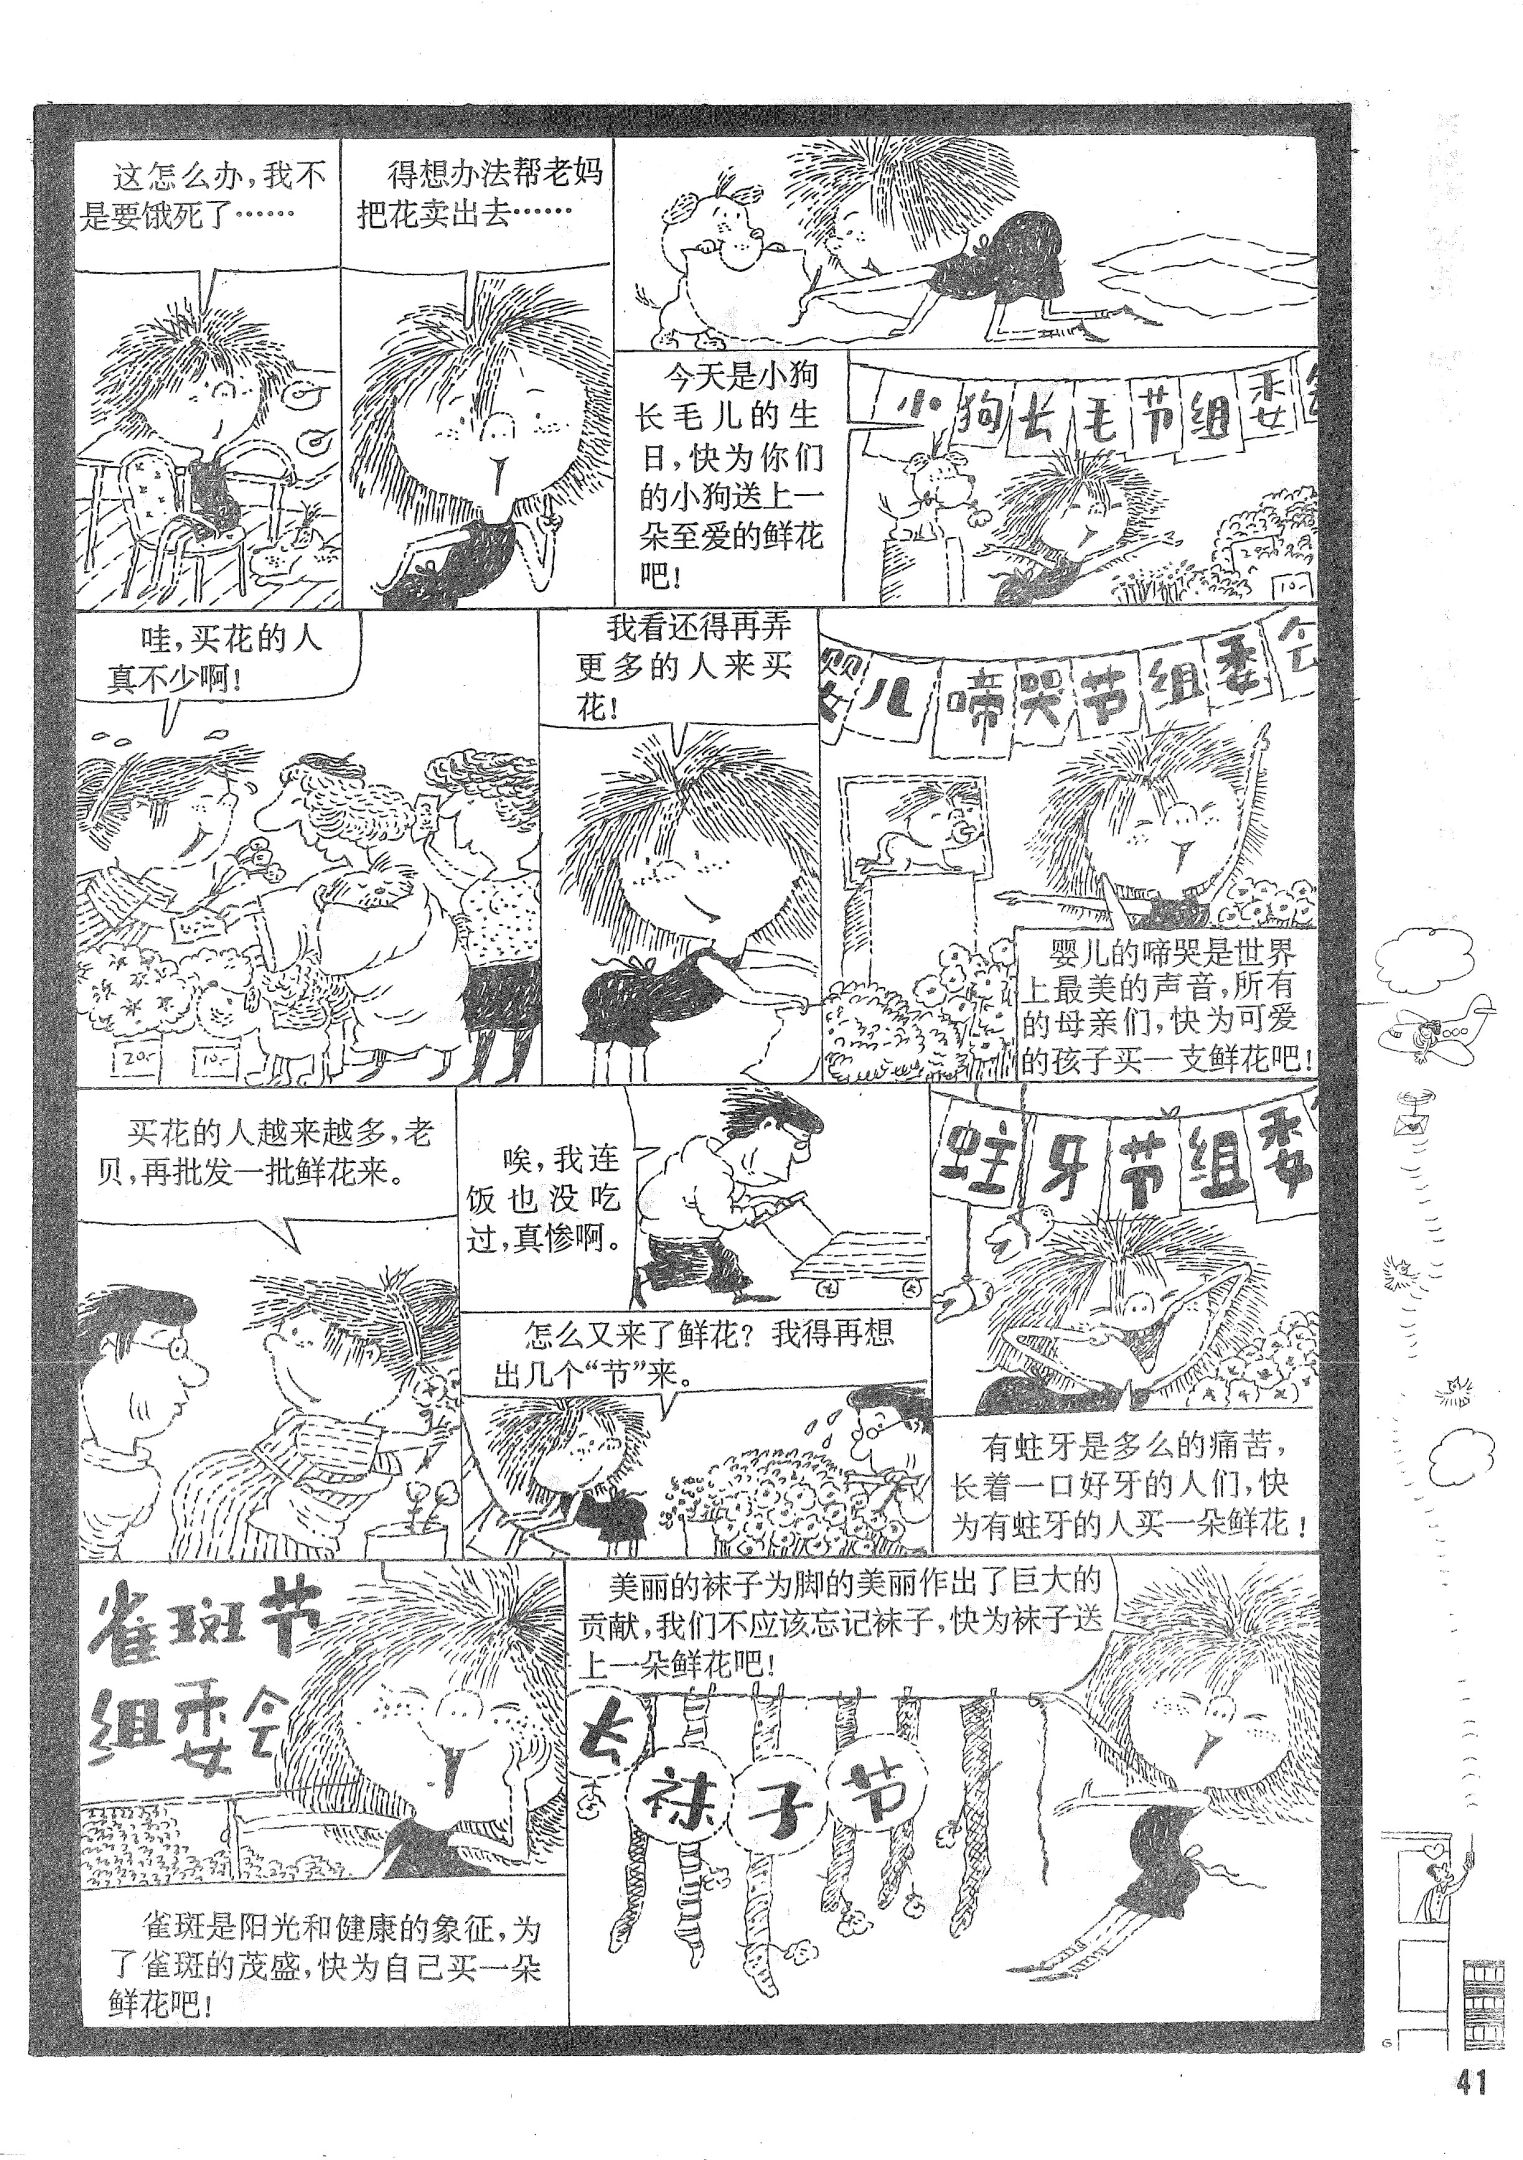 这怎么办，我不
是要饿死了……
得想办法帮老妈
把花卖出去……
今天是小狗
长毛儿的生
日，快为你们
的小狗送上一
朵至爱的鲜花
吧！
小狗长毛节组委会
20-
10-
哇，买花的人
真不少啊！
20-
10-
我看还得再弄
更多的人来买
花！
婴儿啼哭节组委会
婴儿的啼哭是世界
上最美的声音，所有
的母亲们，快为可爱
的孩子买一支鲜花吧！
买花的人越来越多，老
贝，再批发一批鲜花来。
唉，我连
饭也没吃
过，真惨啊。
怎么又来了鲜花？我得再想
出几个“节”来。
蛀牙节组委
有蛀牙是多么的痛苦，
长着一口好牙的人们，快
为有蛀牙的人买一朵鲜花！
雀斑节
组委会
雀斑是阳光和健康的象征，为
了雀斑的茂盛，快为自己买一朵
鲜花吧！
美丽的袜子为脚的美丽作出了巨大的
贡献，我们不应该忘记袜子，快为袜子送
上一朵鲜花吧！
长袜子节
6
41